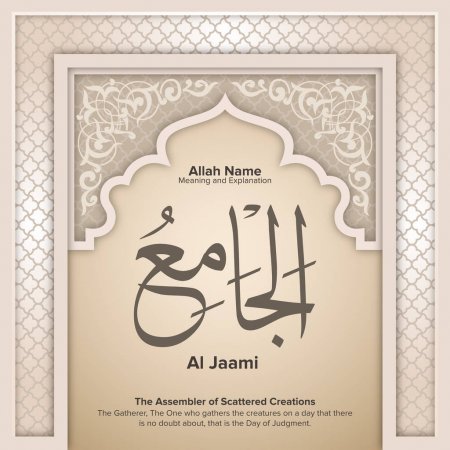 Allah Name
Meaning and Explanation
الجَامِعُ
Al Jaami
The Assembler of Scattered Creations
The Gatherer, The One who gathers the creatures on a day that there
is no doubt about, that is the Day of Judgment.